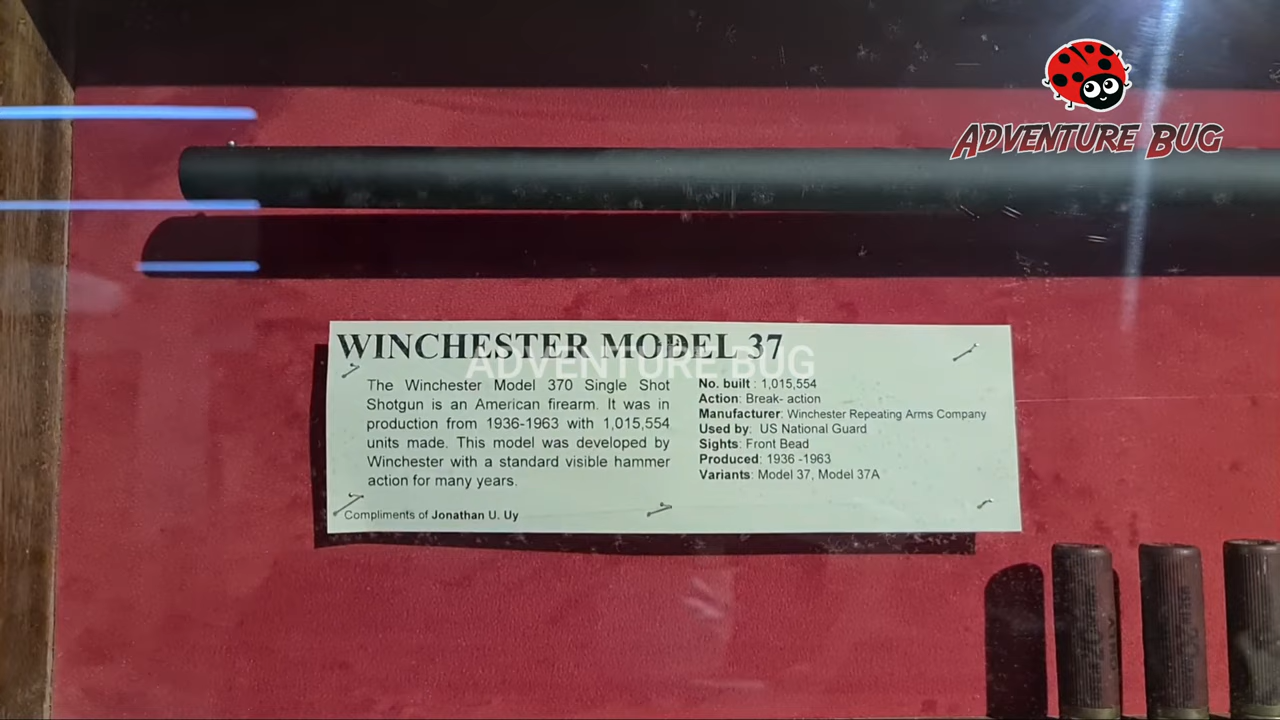 ADVENTURE BUG
WINCHESTER MODEL 37
ADVENTURE BUG
The Winchester Model 370 Single Shot
Shotgun is an American firearm. It was in
production from 1936-1963 with 1,015,554
units made. This model was developed by
Winchester with a standard visible hammer
action for many years.
Compliments of Jonathan U. Uy
No. built : 1,015,554
Action: Break- action
Manufacturer: Winchester Repeating Arms Company
Used by: US National Guard
Sights: Front Bead
Produced: 1936 -1963
Variants: Model 37, Model 37A